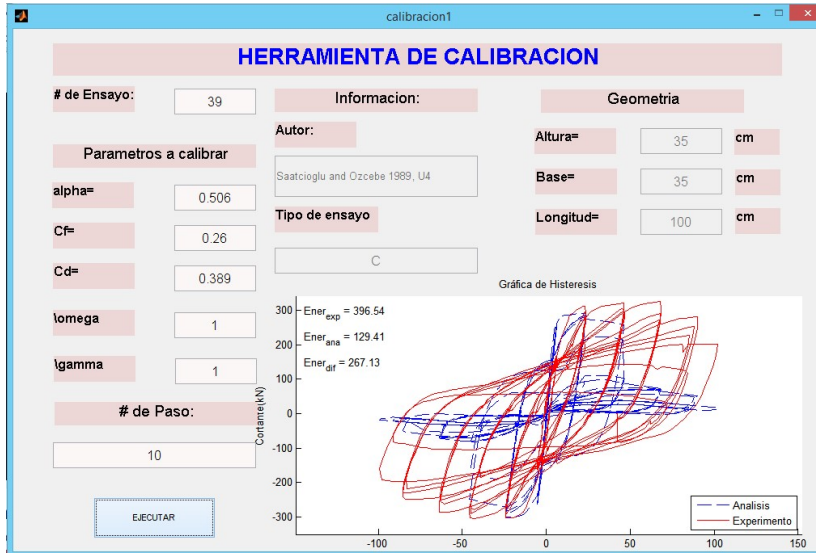 calibracion1
HERRAMIENTA DE CALIBRACION
# de Ensayo:
39
Parametros a calibrar
alpha=
0.506
Cf=
0.26
Cd=
0.389
\omega
1
\gamma
1
# de Paso:
10
EJECUTAR
Informacion:
Autor:
Saatcioglu and Ozcebe 1989, U4
Tipo de ensayo
C
Geometria
Altura=
35
cm
Base=
35
cm
Longitud=
100
cm
Gráfica de Histeresis
Ener_exp = 396.54
Ener_ana = 129.41
Ener_dif = 267.13
Cortante(kN)
300
200
100
0
-100
-200
-300
-100
-50
0
50
100
150
Analisis
Experimento